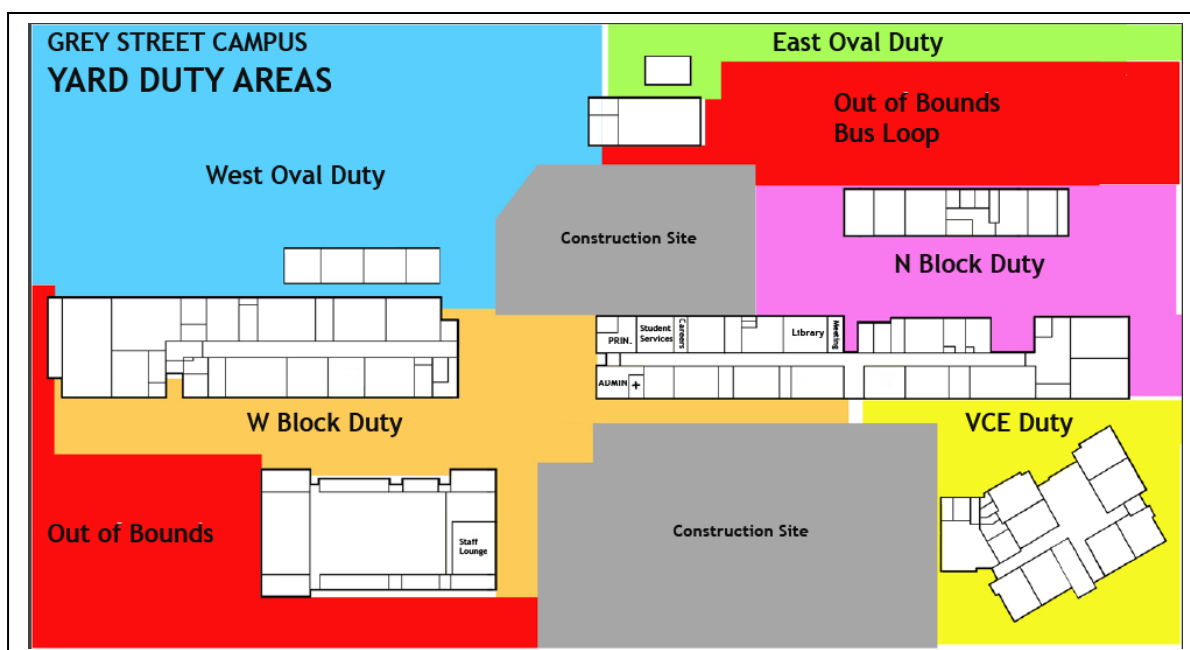 GREY STREET CAMPUS
YARD DUTY AREAS
East Oval Duty
Out of Bounds
Bus Loop
West Oval Duty
Construction Site
N Block Duty
PRIN.
Student
Services
Careers
Library
Meeting
ADMIN
+
W Block Duty
VCE Duty
Out of Bounds
Staff
Lounge
Construction Site